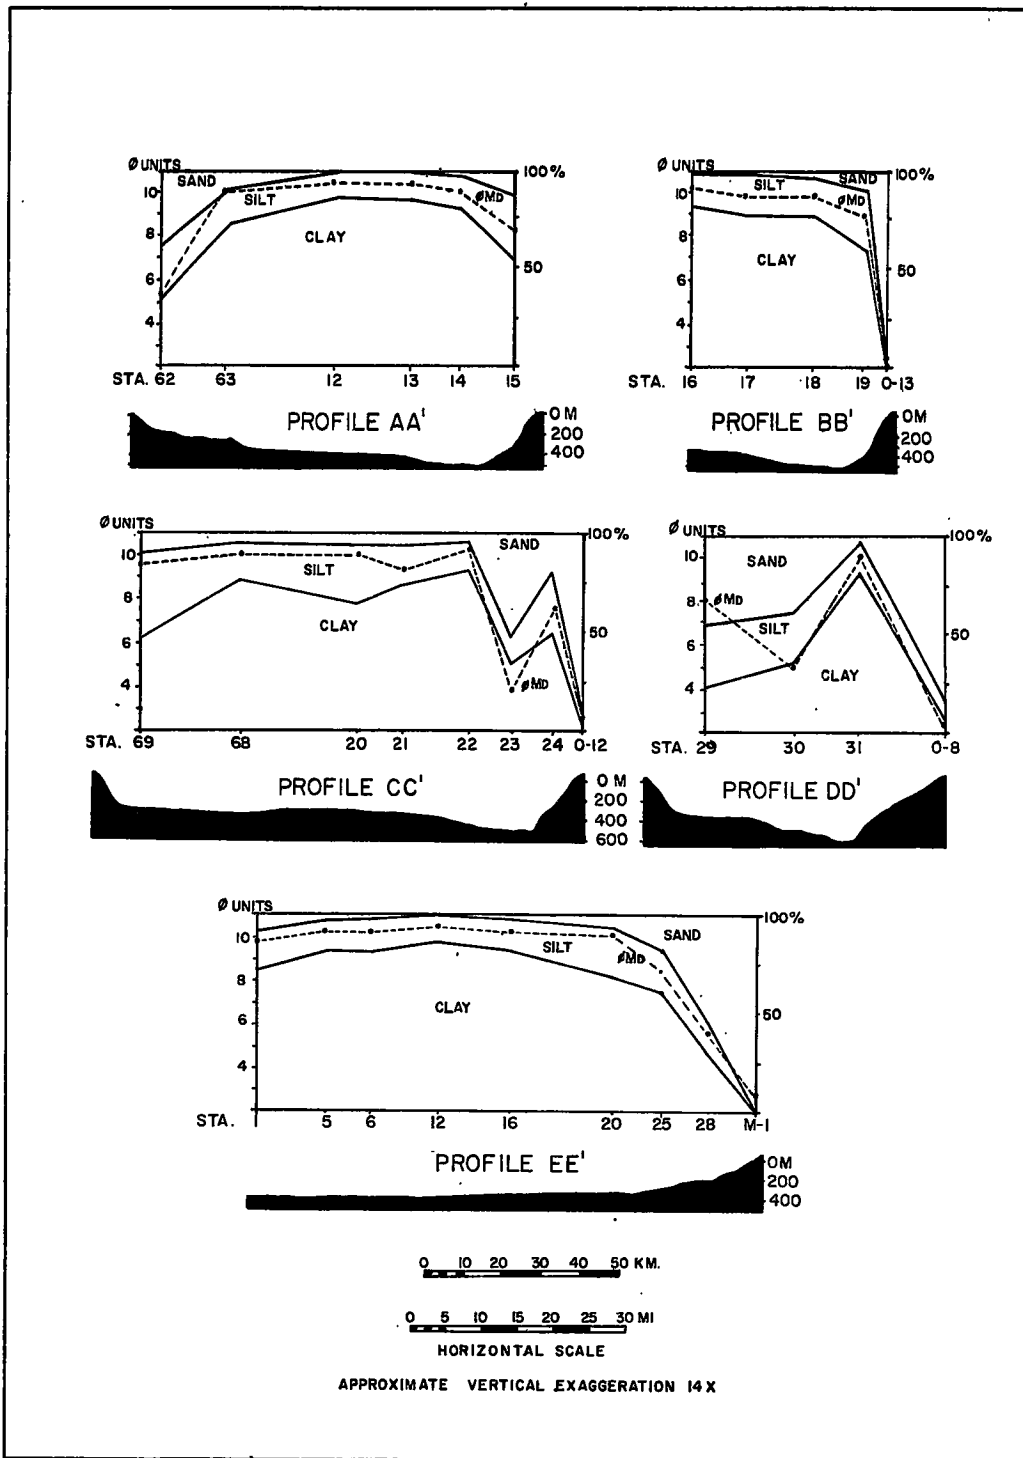 ø UNITS
100%
SAND
10
SILT
øMD
8
CLAY
50
6
4
STA. 62 63 12 13 14 15
PROFILE AA'
0 M
200
400
ø UNITS
100%
SILT
SAND
10
øMD
8
CLAY
50
6
4
STA. 16 17 18 19 0-13
PROFILE BB'
0 M
200
400
ø UNITS
100%
SAND
10
SILT
8
CLAY
50
6
øMD
4
STA. 69 68 20 21 22 23 24 0-12
PROFILE CC'
0 M
200
400
600
ø UNITS
100%
10
SAND
8
øMD
SILT
50
6
CLAY
4
STA. 29 30 31 0-8
PROFILE DD'
ø UNITS
100%
10
SILT
SAND
øMD
8
CLAY
50
6
4
STA. 1 5 6 12 16 20 25 28 M-1
PROFILE EE'
0M
200
400
0 10 20 30 40 50 KM.
0 5 10 15 20 25 30 MI
HORIZONTAL SCALE
APPROXIMATE VERTICAL EXAGGERATION 14 X